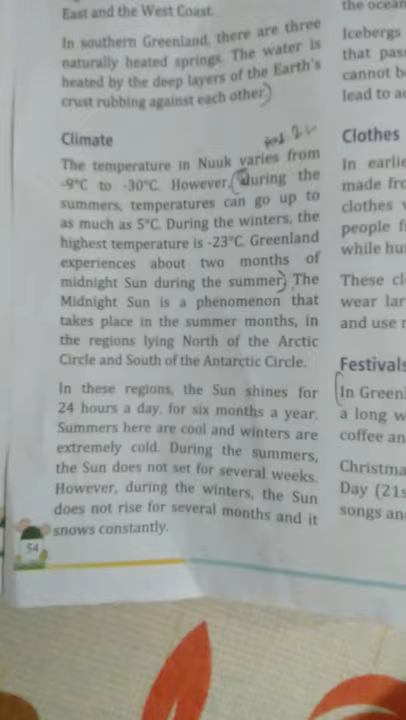 East and the West Coast.
In southern Greenland, there are three
naturally heated springs. The water is
heated by the deep layers of the Earth's
crust rubbing against each other.
Climate
The temperature in Nuuk varies from
-9°C to -30°C. However, during the
summers, temperatures can go up to
as much as 5°C. During the winters, the
highest temperature is -23°C. Greenland
experiences about two months of
midnight Sun during the summer. The
Midnight Sun is a phenomenon that
takes place in the summer months, in
the regions lying North of the Arctic
Circle and South of the Antarctic Circle.
In these regions, the Sun shines for
24 hours a day, for six months a year.
Summers here are cool and winters are
extremely cold. During the summers,
the Sun does not set for several weeks.
However, during the winters, the Sun
does not rise for several months and it
snows constantly.
54
the ocean
Icebergs
that pas
cannot b
lead to a
Clothes
In earlie
made fro
clothes
people f
while hu
These cl
wear lar
and use
Festivals
In Green
a long w
coffee an
Christma
Day (21s
songs an